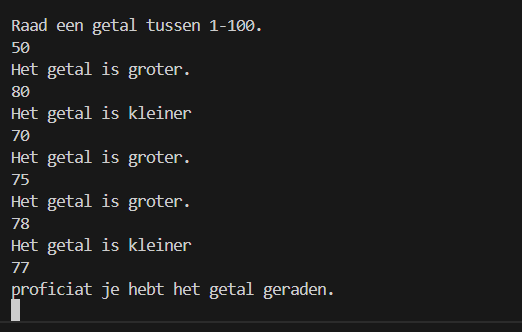 Raad een getal tussen 1-100.
50
Het getal is groter.
80
Het getal is kleiner
70
Het getal is groter.
75
Het getal is groter.
78
Het getal is kleiner
77
proficiat je hebt het getal geraden.